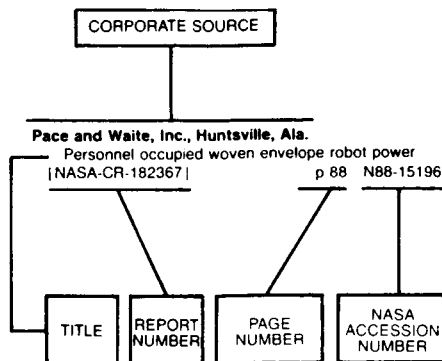 CORPORATE SOURCE
Pace and Waite, Inc., Huntsville, Ala.
Personnel occupied woven envelope robot power
|NASA-CR-182367| p 88 N88-15196
TITLE
REPORT
NUMBER
PAGE
NUMBER
NASA
ACCESSION
NUMBER